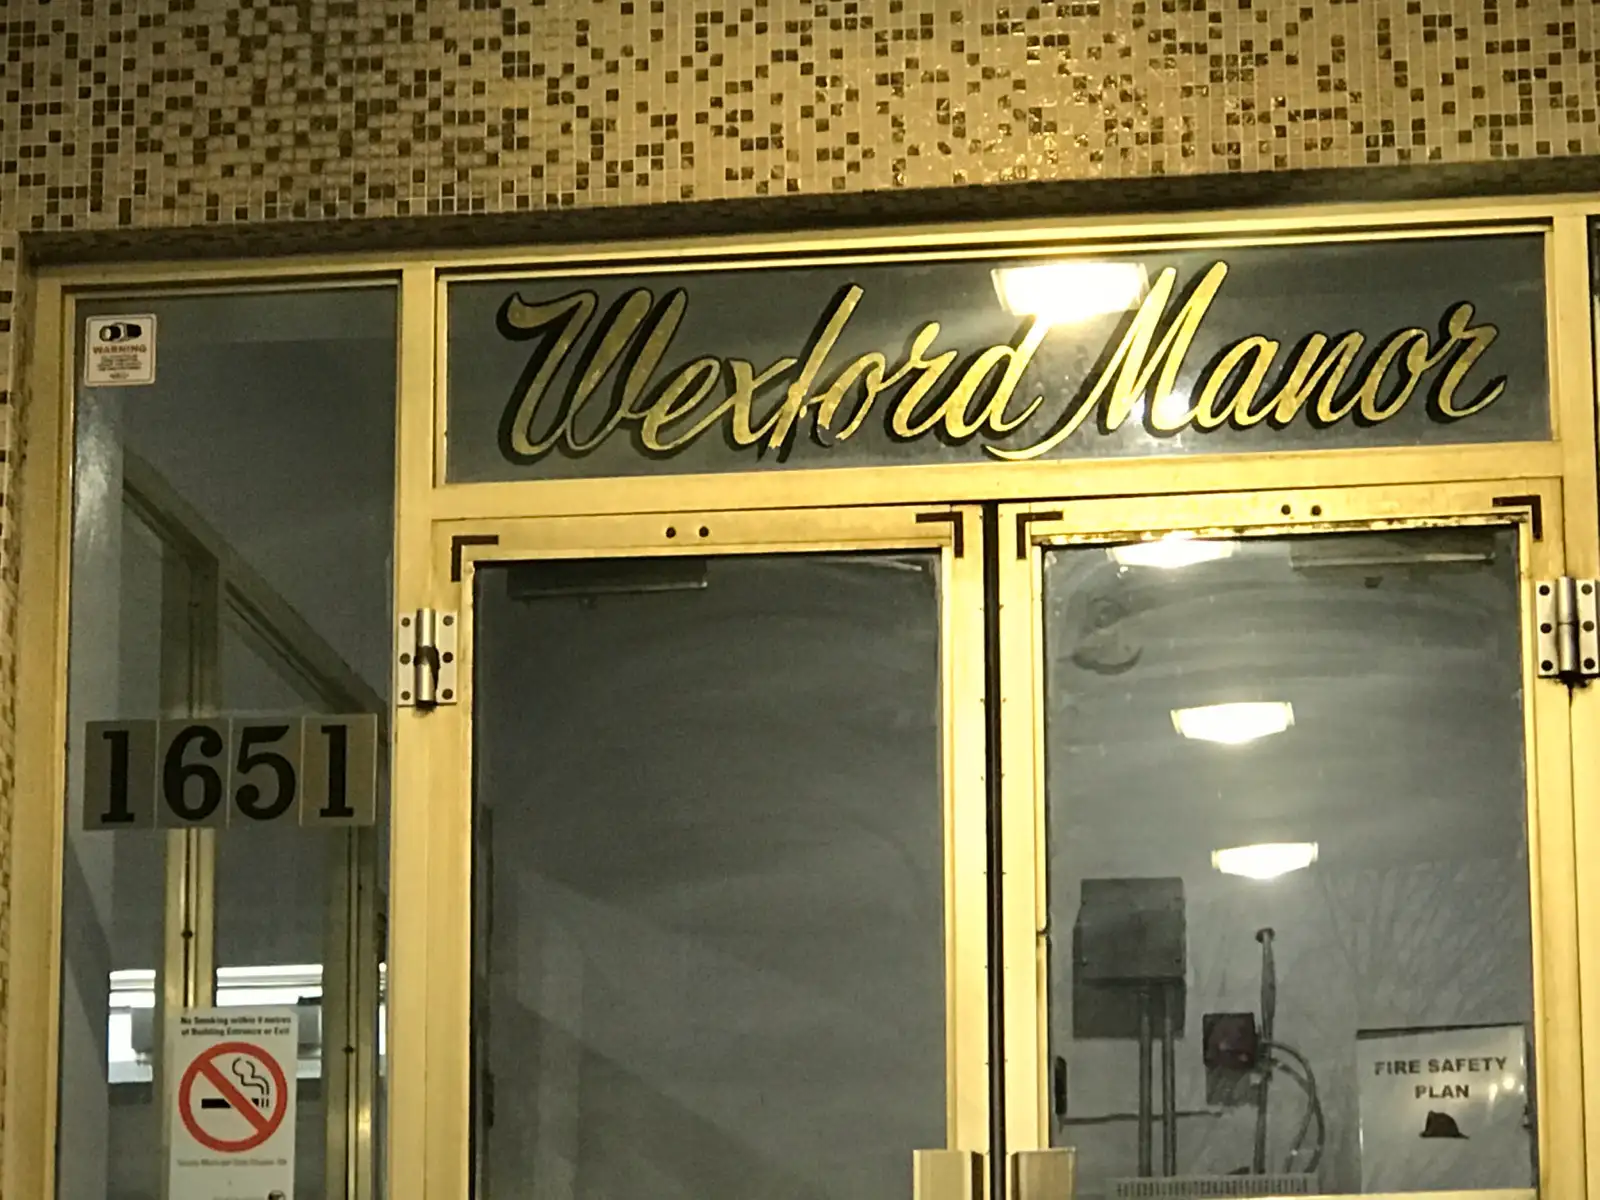 Wexford Manor
WARNING
1651
No Smoking within 9 metres
of Building Entrance or Exit
FIRE SAFETY
PLAN